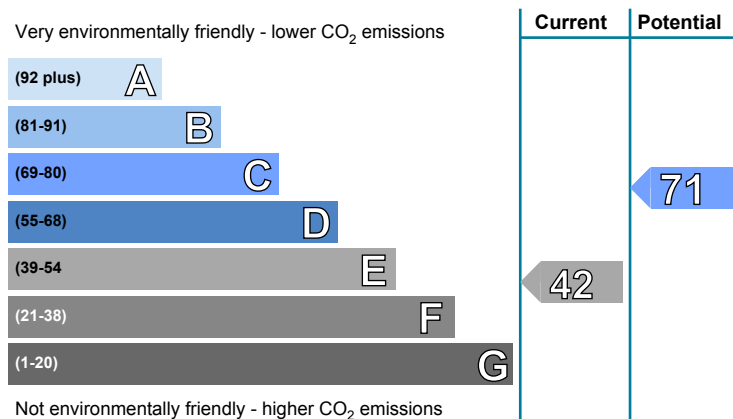 Current Potential
Very environmentally friendly - lower CO2 emissions
(92 plus) A
(81-91) B
(69-80) C
71
(55-68) D
(39-54 E
42
(21-38) F
(1-20) G
Not environmentally friendly - higher CO2 emissions